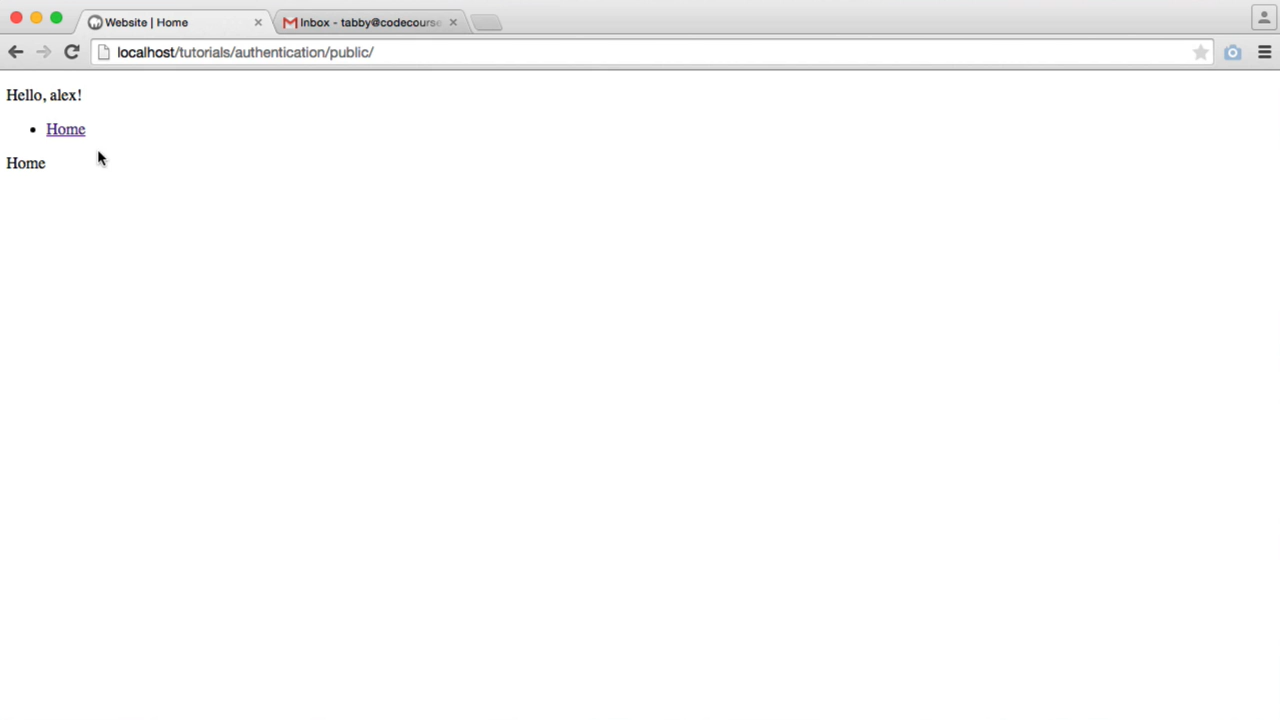 Website | Home
Inbox - tabby@codecourse
localhost/tutorials/authentication/public/
Hello, alex!
Home
Home